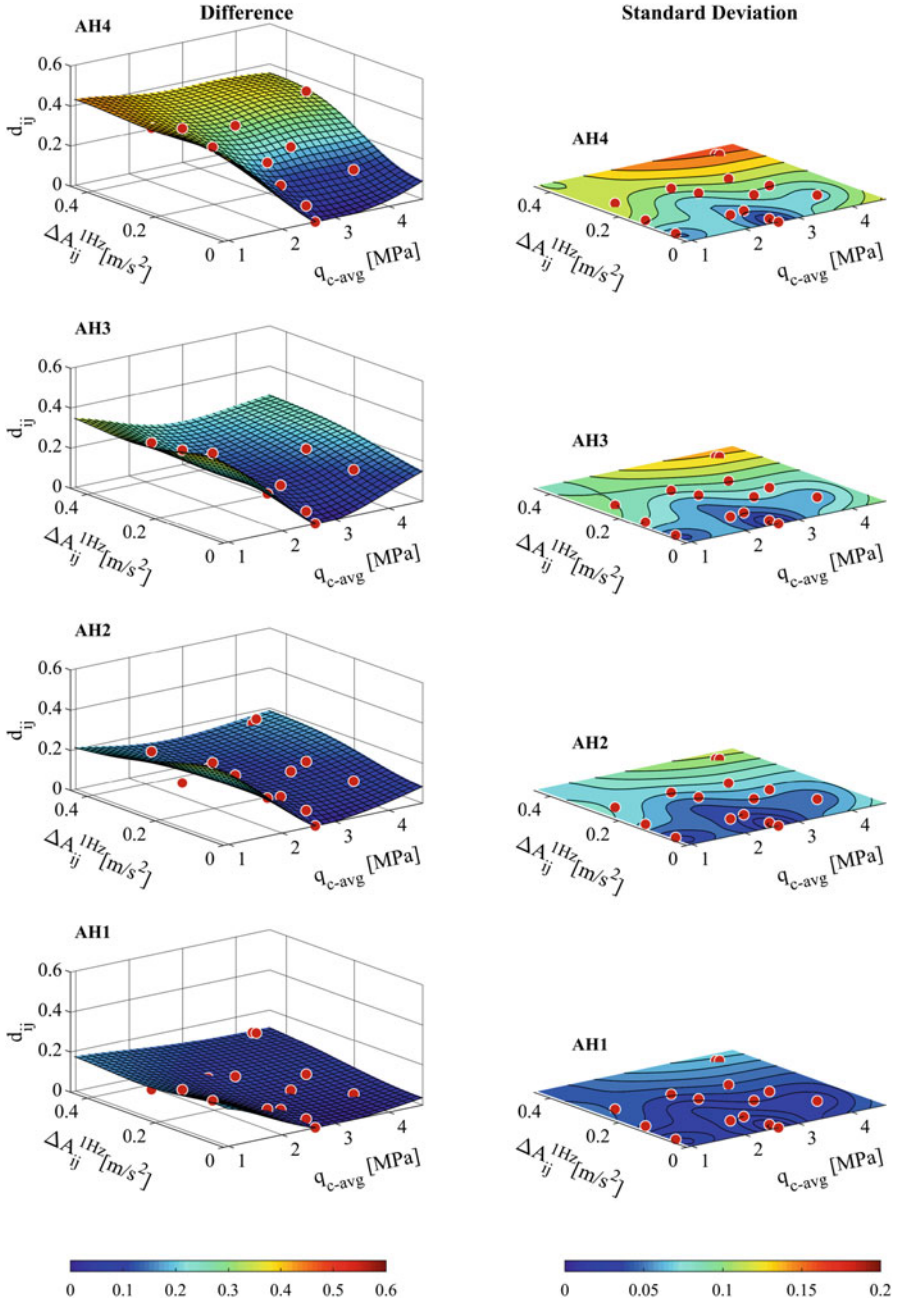 Difference
Standard Deviation
AH4
0.6
0.4
0.2
0
d_ij
0.4
0.2
0
ΔA_ij^1Hz [m/s^2]
1
2
3
4
q_c-avg [MPa]
AH4
0.4
0.2
0
ΔA_ij^1Hz [m/s^2]
1
2
3
4
q_c-avg [MPa]
AH3
0.6
0.4
0.2
0
d_ij
0.4
0.2
0
ΔA_ij^1Hz [m/s^2]
1
2
3
4
q_c-avg [MPa]
AH3
0.4
0.2
0
ΔA_ij^1Hz [m/s^2]
1
2
3
4
q_c-avg [MPa]
AH2
0.6
0.4
0.2
0
d_ij
0.4
0.2
0
ΔA_ij^1Hz [m/s^2]
1
2
3
4
q_c-avg [MPa]
AH2
0.4
0.2
0
ΔA_ij^1Hz [m/s^2]
1
2
3
4
q_c-avg [MPa]
AH1
0.6
0.4
0.2
0
d_ij
0.4
0.2
0
ΔA_ij^1Hz [m/s^2]
1
2
3
4
q_c-avg [MPa]
AH1
0.4
0.2
0
ΔA_ij^1Hz [m/s^2]
1
2
3
4
q_c-avg [MPa]
0 0.1 0.2 0.3 0.4 0.5 0.6
0 0.05 0.1 0.15 0.2